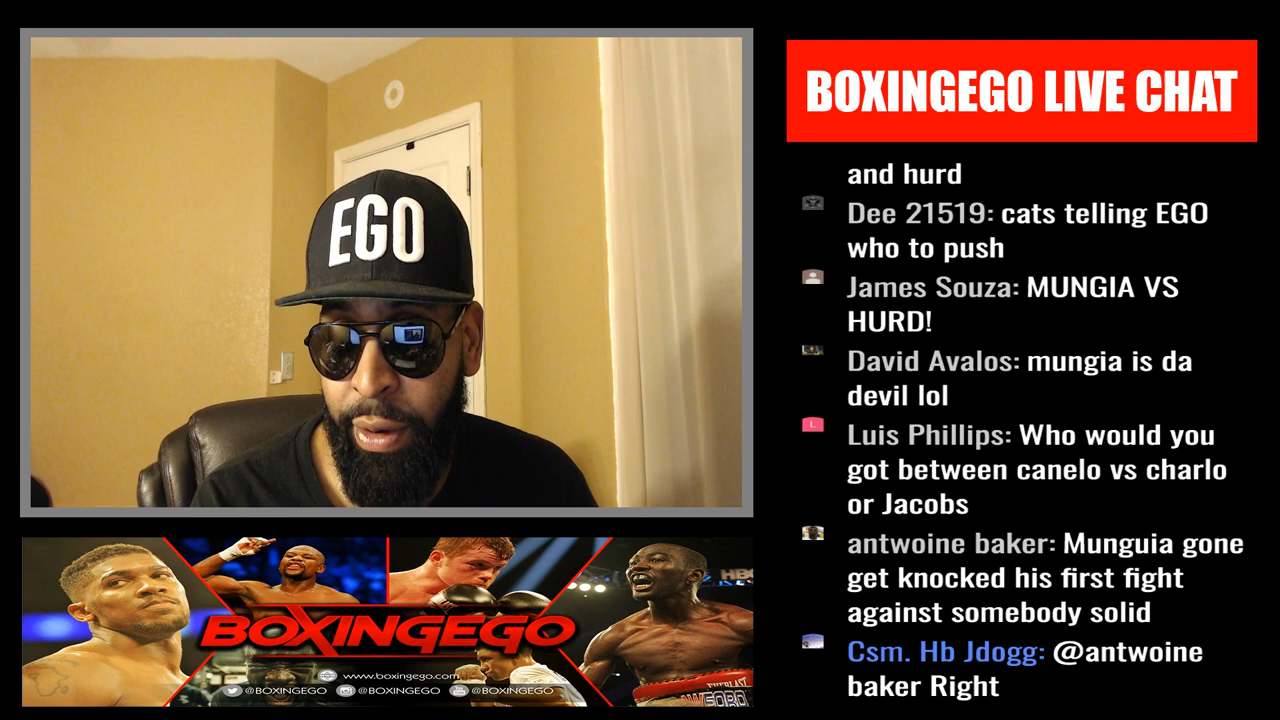 EGO
BOXINGEGO LIVE CHAT
and hurd
Dee 21519: cats telling EGO
who to push
James Souza: MUNGIA VS
HURD!
David Avalos: mungia is da
devil lol
Luis Phillips: Who would you
got between canelo vs charlo
or Jacobs
antwoine baker: Munguia gone
get knocked his first fight
against somebody solid
Csm. Hb Jdogg: @antwoine
baker Right
L
HBO
BOXINGEGO
www.boxingego.com
@BOXINGEGO
@BOXINGEGO
@BOXINGEGO
EVERLAST